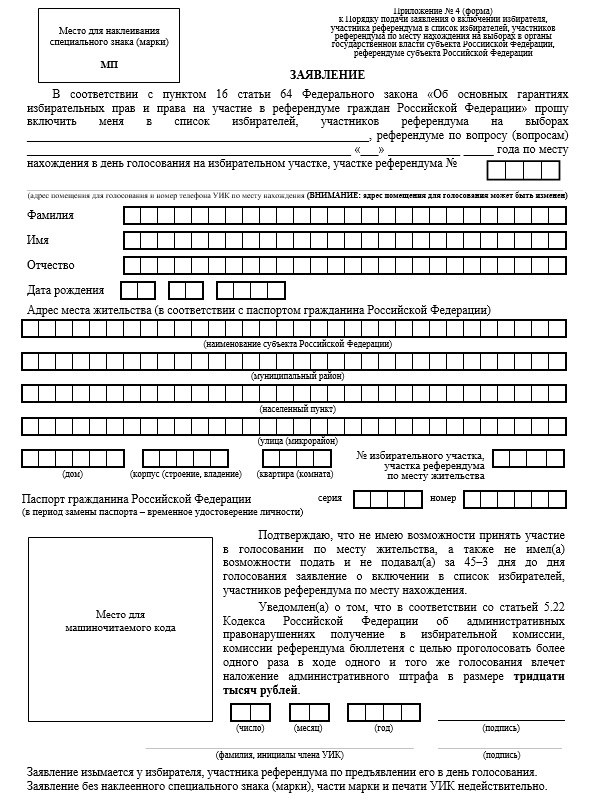 Место для наклеивания
специального знака (марки)
МП
Приложение № 4 (форма)
к Порядку подачи заявления о включении избирателя,
участника референдума в список избирателей, участников
референдума по месту нахождения на выборах в органы
государственной власти субъекта Российской Федерации,
референдуме субъекта Российской Федерации
ЗАЯВЛЕНИЕ
В соответствии с пунктом 16 статьи 64 Федерального закона «Об основных гарантиях
избирательных прав и права на участие в референдуме граждан Российской Федерации» прошу
включить меня в список избирателей, участников референдума на выборах
, референдуме по вопросу (вопросам)
«___» ____________ _____ года по месту
нахождения в день голосования на избирательном участке, участке референдума №
(адрес помещения для голосования и номер телефона УИК по месту нахождения (ВНИМАНИЕ: адрес помещения для голосования может быть изменен)
Фамилия
Имя
Отчество
Дата рождения
Адрес места жительства (в соответствии с паспортом гражданина Российской Федерации)
(наименование субъекта Российской Федерации)
(муниципальный район)
(населенный пункт)
(улица (микрорайон)
(дом) (корпус (строение, владение) (квартира (комната)
№ избирательного участка,
участка референдума
по месту жительства
Паспорт гражданина Российской Федерации серия номер
(в период замены паспорта – временное удостоверение личности)
Место для
машиночитаемого кода
Подтверждаю, что не имею возможности принять участие
в голосовании по месту жительства, а также не имел(а)
возможности подать и не подавал(а) за 45–3 дня до дня
голосования заявление о включении в список избирателей,
участников референдума по месту нахождения.
Уведомлен(а) о том, что в соответствии со статьей 5.22
Кодекса Российской Федерации об административных
правонарушениях получение в избирательной комиссии,
комиссии референдума бюллетеня с целью проголосовать более
одного раза в ходе одного и того же голосования влечет
наложение административного штрафа в размере тридцати
тысяч рублей.
(число) (месяц) (год) (подпись)
(фамилия, инициалы члена УИК) (подпись)
Заявление изымается у избирателя, участника референдума по предъявлении его в день голосования.
Заявление без наклеенного специального знака (марки), части марки и печати УИК недействительно.